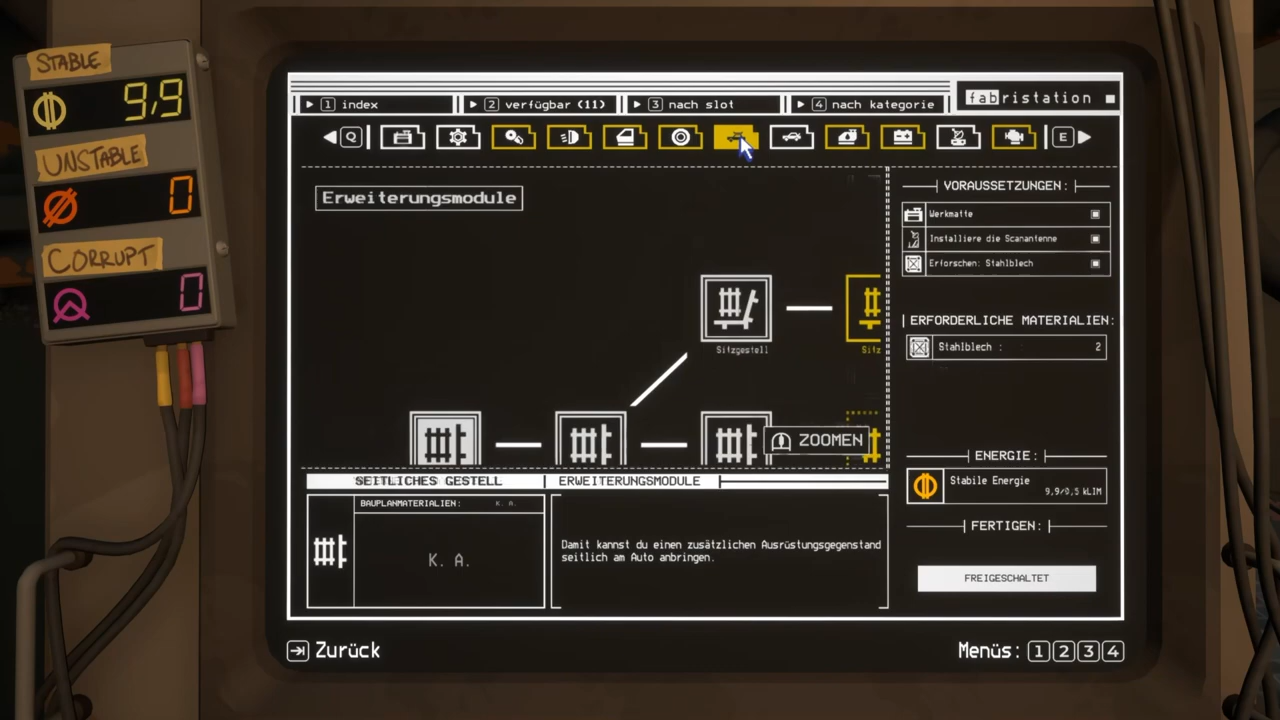 STABLE
9,9
UNSTABLE
0
CORRUPT
0
1 index
2 verfügbar (11)
3 nach slot
4 nach kategorie
fabristation
Q
E
Erweiterungsmodule
Sitzgestell
Sitz
ZOOMEN
SEITLICHES GESTELL
ERWEITERUNGSMODULE
BAUPLANMATERIALIEN: K. A.
K. A.
Damit kannst du einen zusätzlichen Ausrüstungsgegenstand
seitlich am Auto anbringen.
VORAUSSETZUNGEN:
Werkmatte
Installiere die Scanantenne
Erforschen: Stahlblech
ERFORDERLICHE MATERIALIEN:
Stahlblech : 2
ENERGIE:
Stabile Energie
9,9/0,5 kLIM
FERTIGEN:
FREIGESCHALTET
Zurück
Menüs: 1 2 3 4